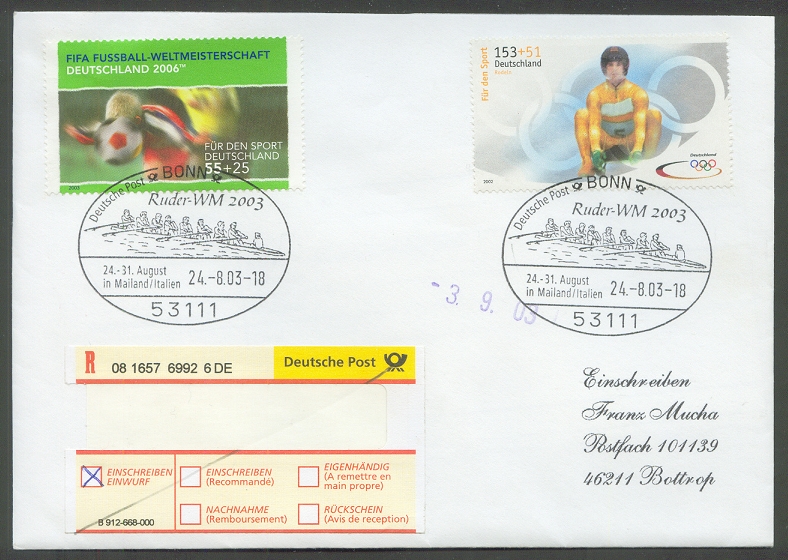 FIFA FUSSBALL-WELTMEISTERSCHAFT
DEUTSCHLAND 2006™
FÜR DEN SPORT
DEUTSCHLAND
55+25
2003
Für den Sport
153+51
Deutschland
Rodeln
Deutschland
2002
Deutsche Post BONN
Ruder-WM 2003
24.-31. August
in Mailand/Italien
24.-8.03-18
53111
Deutsche Post BONN
Ruder-WM 2003
24.-31. August
in Mailand/Italien
24.-8.03-18
53111
-3. 9. 03
R 08 1657 6992 6 DE
Deutsche Post
EINSCHREIBEN
EINWURF
EINSCHREIBEN
(Recommandé)
EIGENHÄNDIG
(A remettre en
main propre)
NACHNAHME
(Remboursement)
RÜCKSCHEIN
(Avis de reception)
B 912-668-000
Einschreiben
Franz Mucha
Postfach 101139
46211 Bottrop